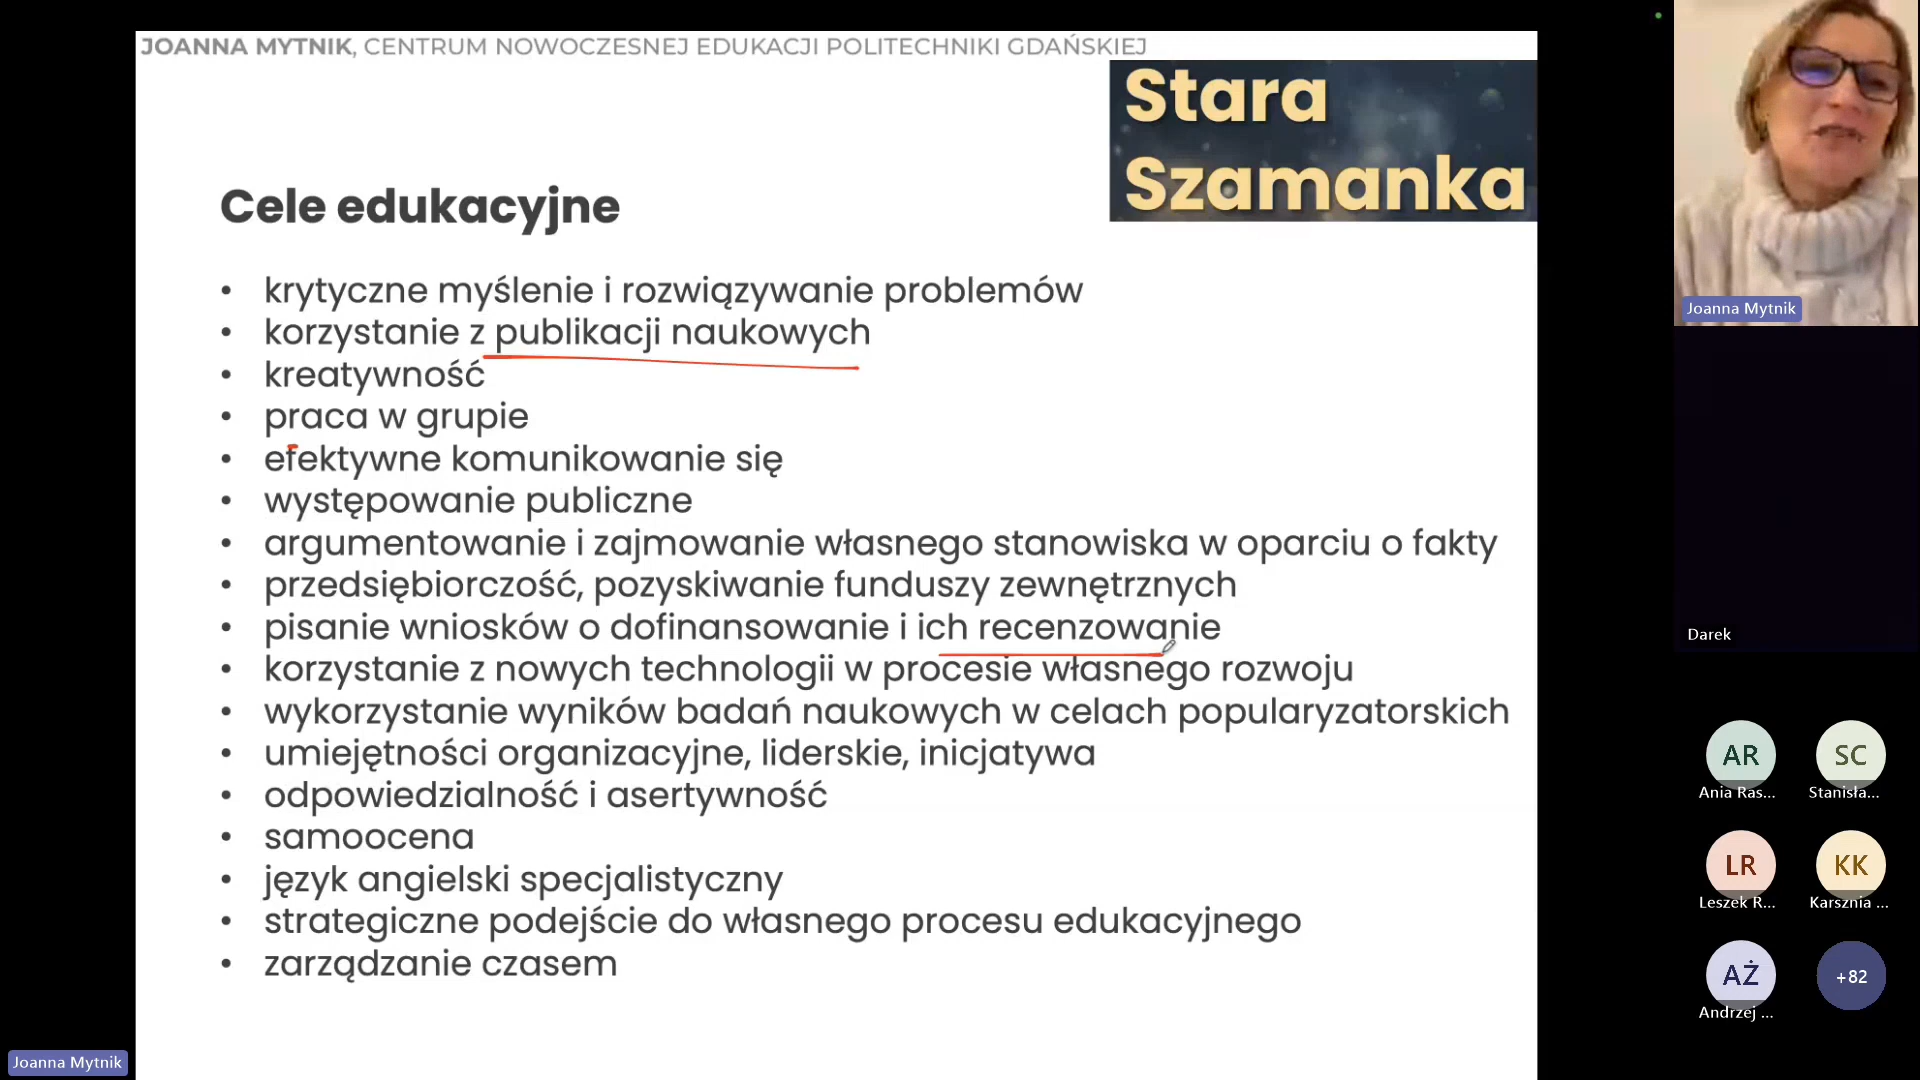 JOANNA MYTNIK, CENTRUM NOWOCZESNEJ EDUKACJI POLITECHNIKI GDAŃSKIEJ
Stara
Szamanka
Cele edukacyjne
• krytyczne myślenie i rozwiązywanie problemów
• korzystanie z publikacji naukowych
• kreatywność
• praca w grupie
• efektywne komunikowanie się
• występowanie publiczne
• argumentowanie i zajmowanie własnego stanowiska w oparciu o fakty
• przedsiębiorczość, pozyskiwanie funduszy zewnętrznych
• pisanie wniosków o dofinansowanie i ich recenzowanie
• korzystanie z nowych technologii w procesie własnego rozwoju
• wykorzystanie wyników badań naukowych w celach popularyzatorskich
• umiejętności organizacyjne, liderskie, inicjatywa
• odpowiedzialność i asertywność
• samoocena
• język angielski specjalistyczny
• strategiczne podejście do własnego procesu edukacyjnego
• zarządzanie czasem
Joanna Mytnik
Joanna Mytnik
Darek
AR
Ania Ras...
SC
Stanisła...
LR
Leszek R...
KK
Karsznia ...
AŻ
Andrzej ...
+82